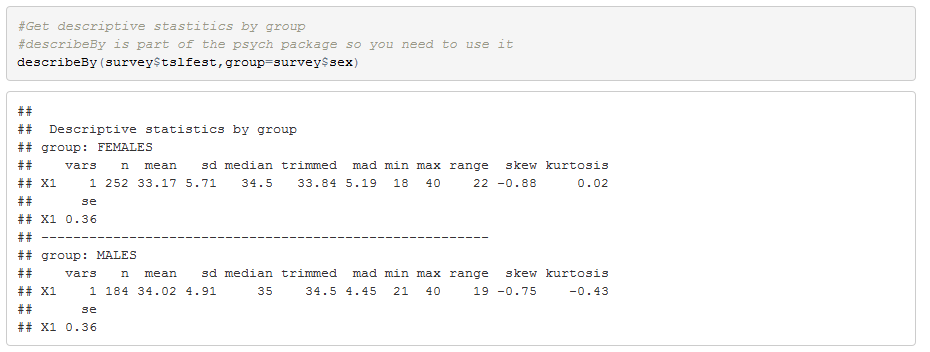 #Get descriptive stastitics by group
#describeBy is part of the psych package so you need to use it
describeBy(survey$tslfest,group=survey$sex)
##
##  Descriptive statistics by group
## group: FEMALES
##    vars   n  mean   sd median trimmed  mad min max range  skew kurtosis
## X1    1 252 33.17 5.71   34.5   33.84 5.19  18  40    22 -0.88     0.02
##      se
## X1 0.36
## --------------------------------------------------------
## group: MALES
##    vars   n  mean   sd median trimmed  mad min max range  skew kurtosis
## X1    1 184 34.02 4.91     35    34.5 4.45  21  40    19 -0.75    -0.43
##      se
## X1 0.36